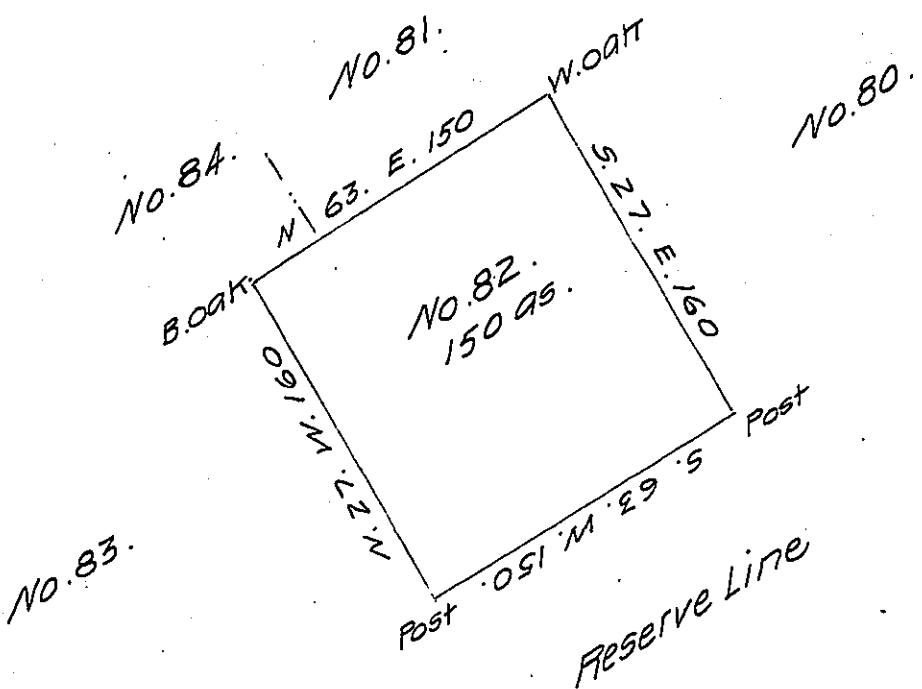 No.81.
W.oak
No.80.
No.84.
N 63. E. 150
S. 27. E. 160
B.oak.
No.82.
150 as.
N. 27. W. 160
Post
S. 63. W. 150.
No.83.
Post
Reserve Line